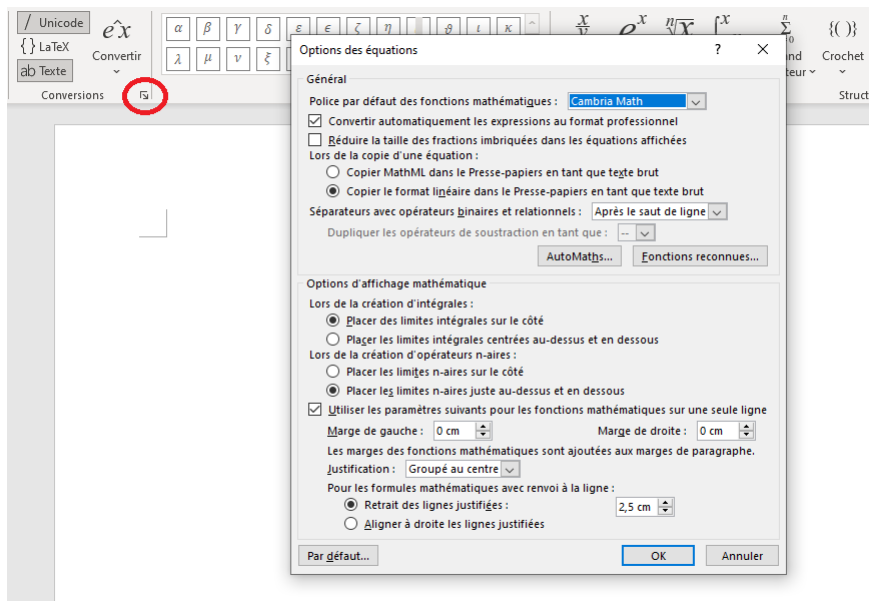 Unicode
{ } LaTeX
ab Texte
êx
Convertir
Conversions
α β γ δ ε ϵ ζ η ϑ ι κ
λ μ ν ξ
x
e^x
ⁿ√x
∫x
n
Σ
{( )}
Crochet
Struct
Options des équations
? ×
Général
Police par défaut des fonctions mathématiques : Cambria Math
Convertir automatiquement les expressions au format professionnel
Réduire la taille des fractions imbriquées dans les équations affichées
Lors de la copie d'une équation :
Copier MathML dans le Presse-papiers en tant que texte brut
Copier le format linéaire dans le Presse-papiers en tant que texte brut
Séparateurs avec opérateurs binaires et relationnels : Après le saut de ligne
Dupliquer les opérateurs de soustraction en tant que : --
AutoMaths... Fonctions reconnues...
Options d'affichage mathématique
Lors de la création d'intégrales :
Placer des limites intégrales sur le côté
Placer les limites intégrales centrées au-dessus et en dessous
Lors de la création d'opérateurs n-aires :
Placer les limites n-aires sur le côté
Placer les limites n-aires juste au-dessus et en dessous
Utiliser les paramètres suivants pour les fonctions mathématiques sur une seule ligne
Marge de gauche : 0 cm Marge de droite : 0 cm
Les marges des fonctions mathématiques sont ajoutées aux marges de paragraphe.
Justification : Groupé au centre
Pour les formules mathématiques avec renvoi à la ligne :
Retrait des lignes justifiées : 2,5 cm
Aligner à droite les lignes justifiées
Par défaut... OK Annuler